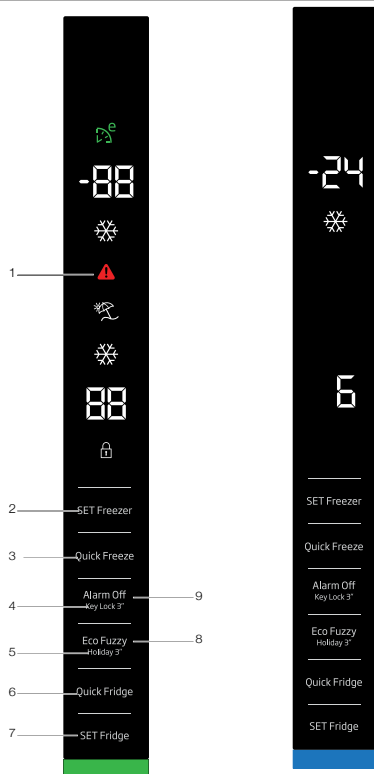 e
-88
1
88
2
SET Freezer
3
Quick Freeze
Alarm Off
9
4
Key Lock 3"
Eco Fuzzy
8
5
Holiday 3"
6
Quick Fridge
7
SET Fridge
-24
6
SET Freezer
Quick Freeze
Alarm Off
Key Lock 3"
Eco Fuzzy
Holiday 3"
Quick Fridge
SET Fridge